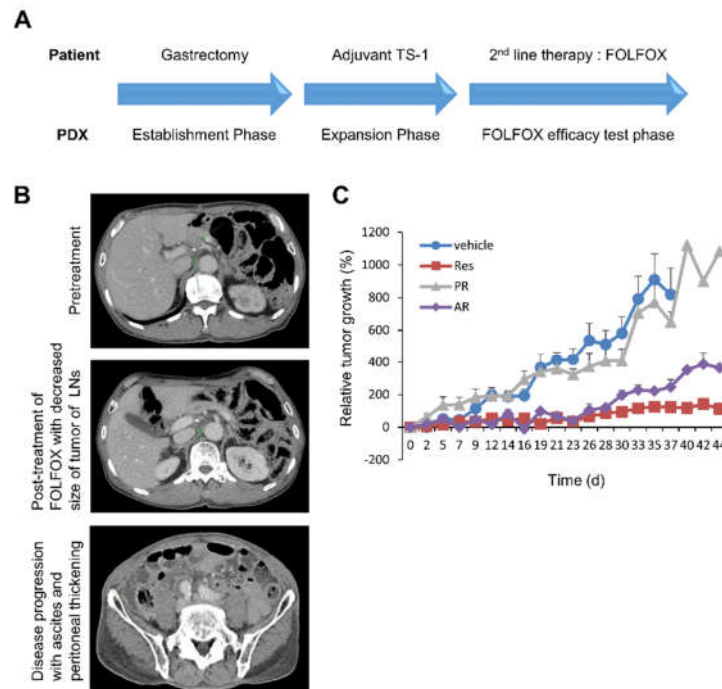 A
Patient
Gastrectomy
Adjuvant TS-1
2nd line therapy : FOLFOX
PDX
Establishment Phase
Expansion Phase
FOLFOX efficacy test phase
B
Pretreatment
Post-treatment of
FOLFOX with decreased
size of tumor of LNs
Disease progression
with ascites and
peritoneal thickening
C
Relative tumor growth (%)
1200
1000
800
600
400
200
0
-200
vehicle
Res
PR
AR
0 2 5 7 9 12 14 16 19 21 23 26 28 30 33 35 37 40 42 44
Time (d)